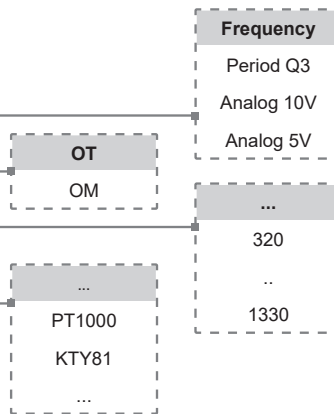 Frequency
Period Q3
Analog 10V
Analog 5V
OT
OM
...
320
..
1330
...
PT1000
KTY81
...